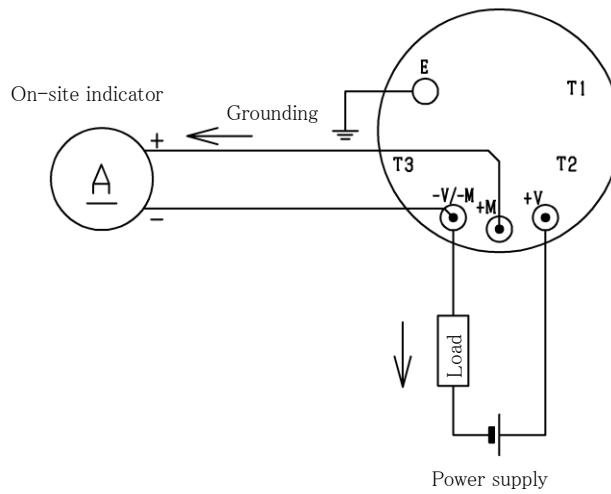 E
T1
On-site indicator
Grounding
+
A
T3
T2
-V/-M
+M
+V
−
Load
Power supply